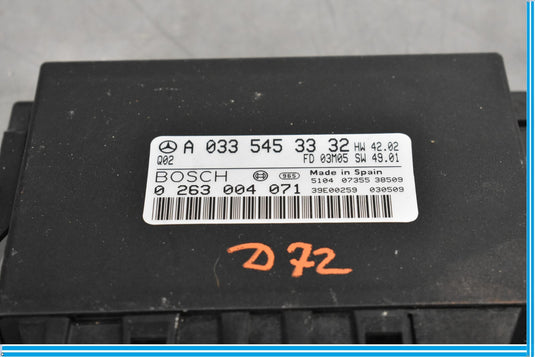 A 033 545 33 32 HW 42.02
Q02 FD 03M05 SW 49.01
BOSCH 965 Made in Spain
5104 07355 38509
0 263 004 071 39E00259 030509
D72